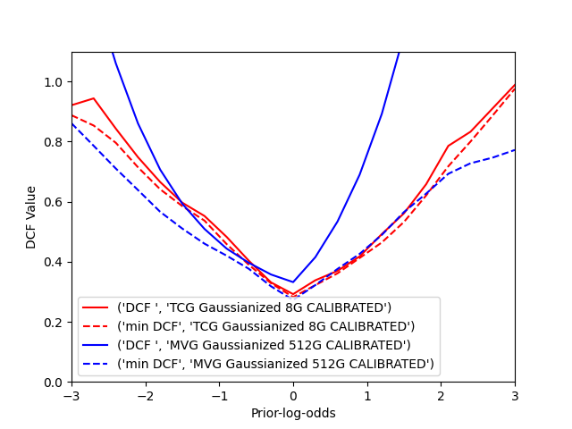 DCF Value
1.0
0.8
0.6
0.4
0.2
0.0
('DCF ', 'TCG Gaussianized 8G CALIBRATED')
('min DCF', 'TCG Gaussianized 8G CALIBRATED')
('DCF ', 'MVG Gaussianized 512G CALIBRATED')
('min DCF', 'MVG Gaussianized 512G CALIBRATED')
−3 −2 −1 0 1 2 3
Prior-log-odds